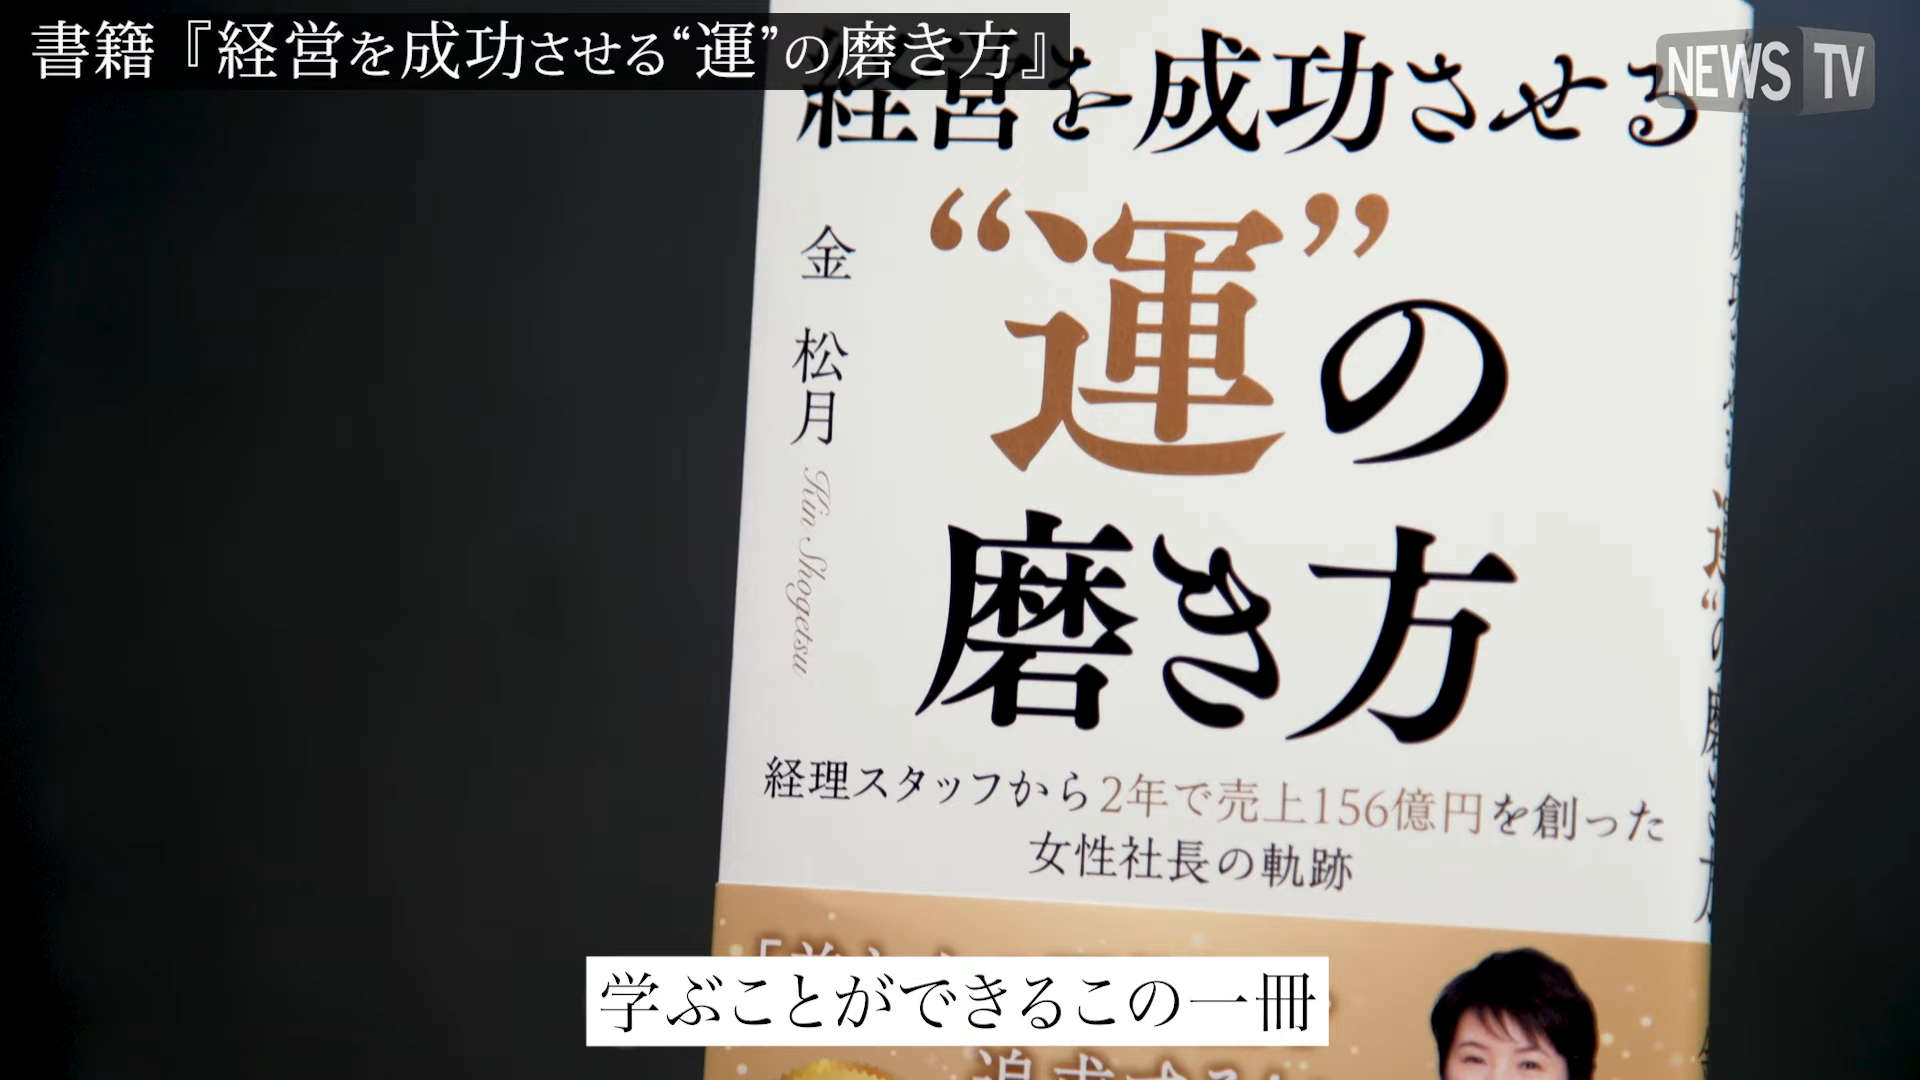 書籍『経営を成功させる“運”の磨き方』
NEWS TV
経営を成功させる
“運”の
磨き方
金 松月
Kin Shogetsu
経理スタッフから2年で売上156億円を創った
女性社長の軌跡
学ぶことができるこの一冊
追求する